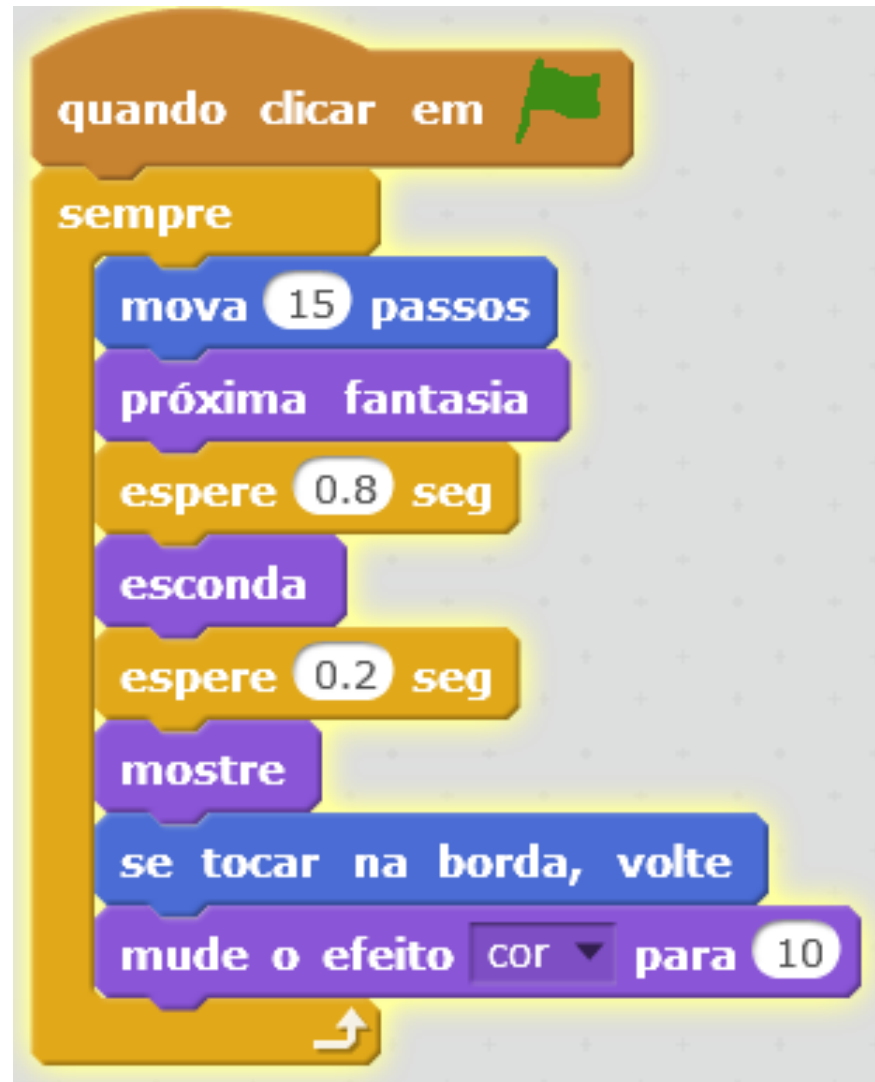 quando clicar em
sempre
mova 15 passos
próxima fantasia
espere 0.8 seg
esconda
espere 0.2 seg
mostre
se tocar na borda, volte
mude o efeito cor para 10